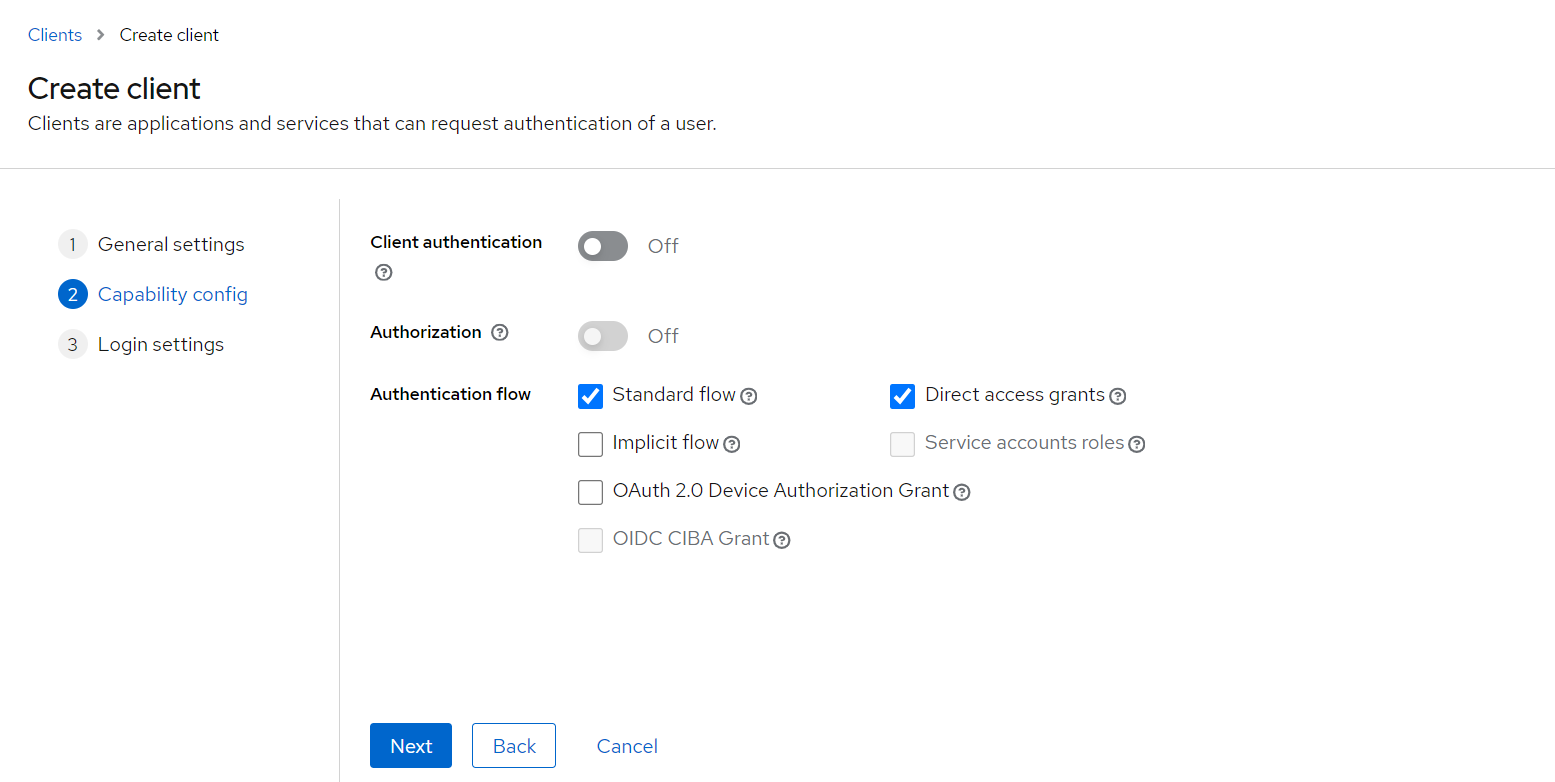 Clients > Create client
Create client
Clients are applications and services that can request authentication of a user.
1 General settings
2 Capability config
3 Login settings
Client authentication
Off
Authorization
Off
Authentication flow
Standard flow
Direct access grants
Implicit flow
Service accounts roles
OAuth 2.0 Device Authorization Grant
OIDC CIBA Grant
Next
Back
Cancel